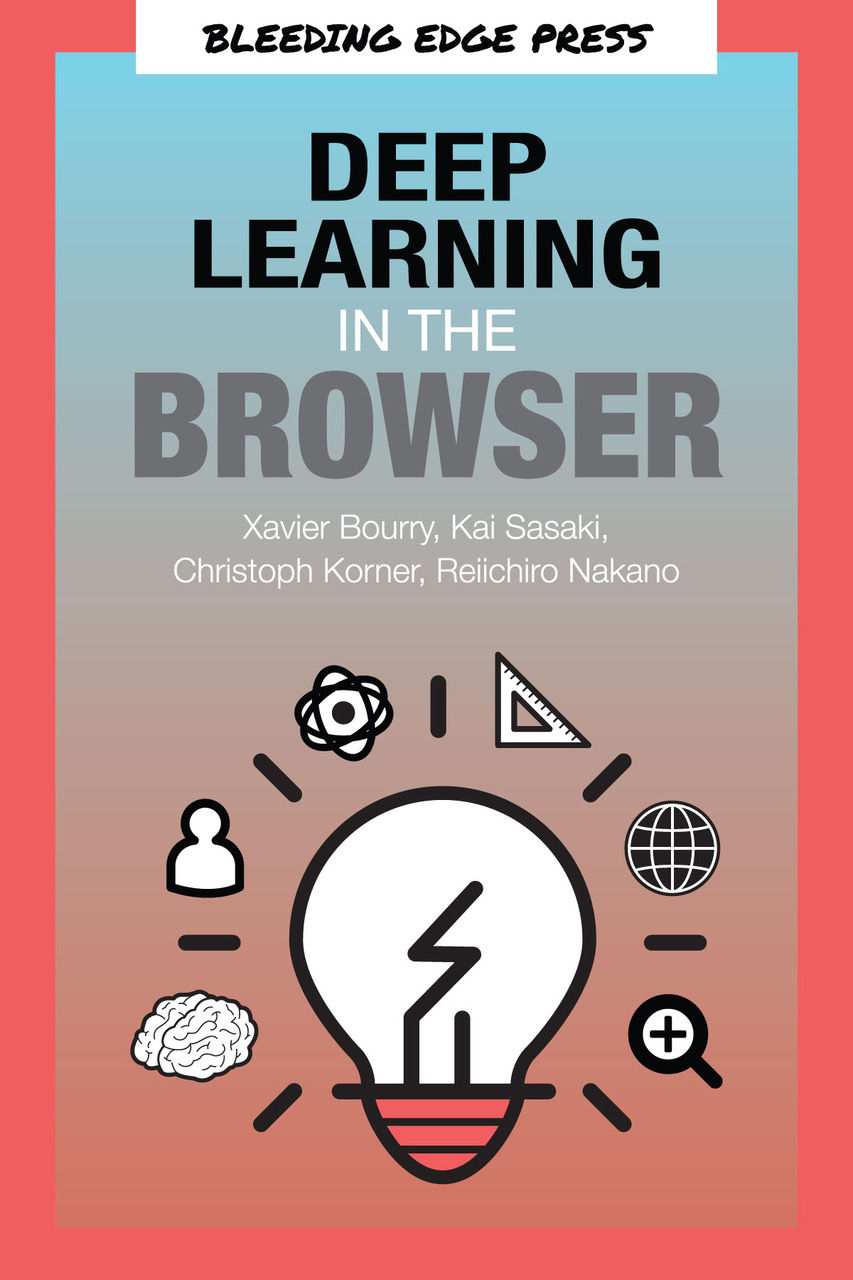 BLEEDING EDGE PRESS
DEEP
LEARNING
IN THE
BROWSER
Xavier Bourry, Kai Sasaki,
Christoph Korner, Reiichiro Nakano